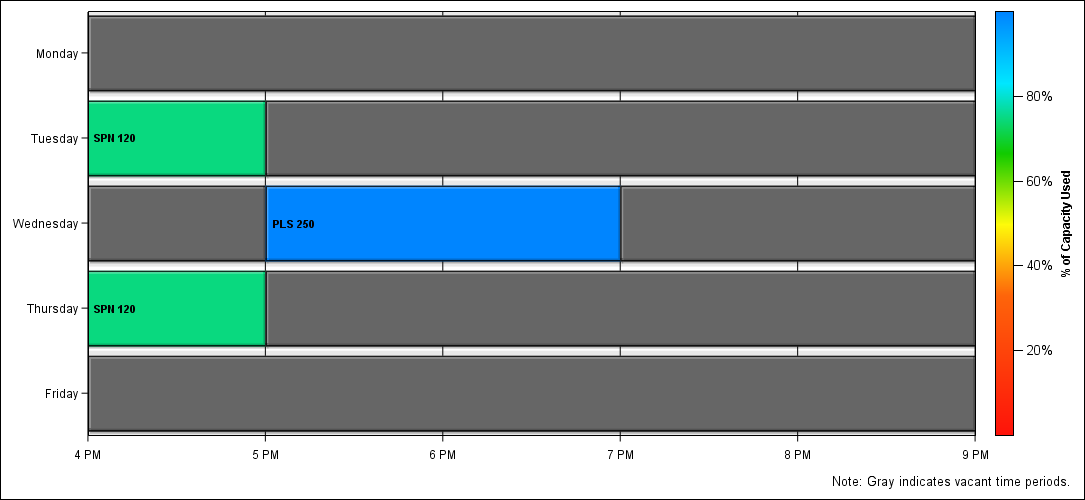 Monday
Tuesday
SPN 120
Wednesday
PLS 250
Thursday
SPN 120
Friday
4 PM 5 PM 6 PM 7 PM 8 PM 9 PM
80%
60%
40%
20%
% of Capacity Used
Note: Gray indicates vacant time periods.